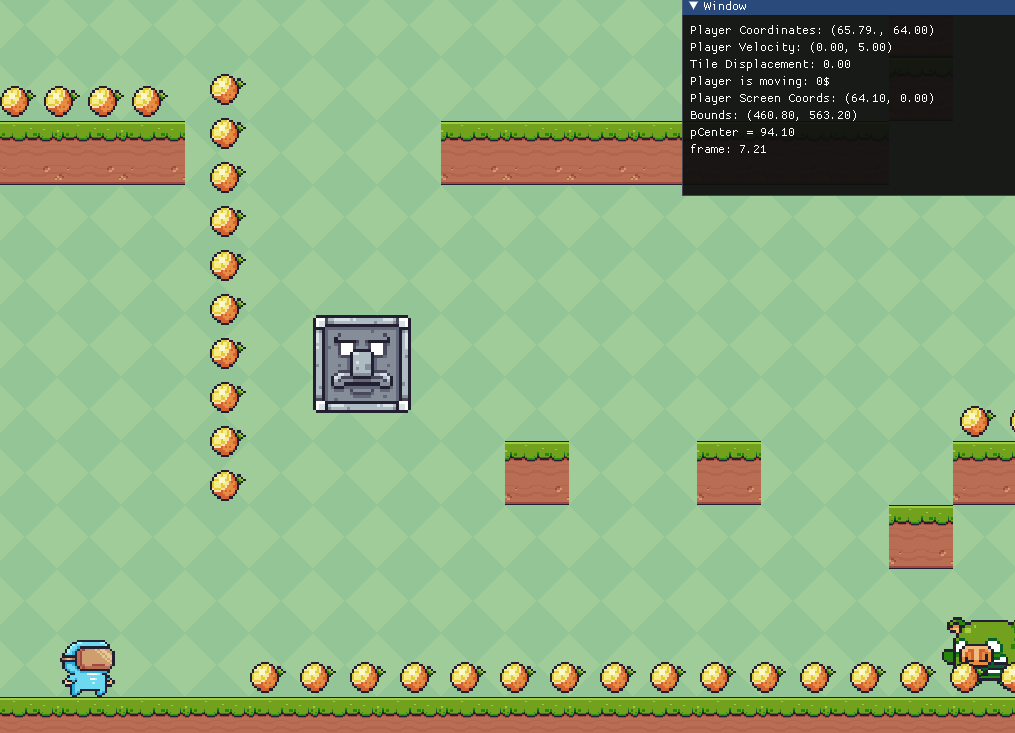 Window
Player Coordinates: (65.79., 64.00)
Player Velocity: (0.00, 5.00)
Tile Displacement: 0.00
Player is moving: 0$
Player Screen Coords: (64.10, 0.00)
Bounds: (460.80, 563.20)
pCenter = 94.10
frame: 7.21